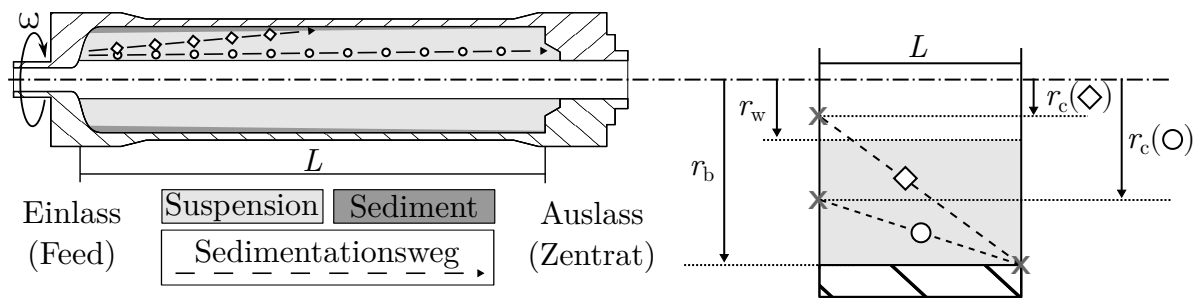 ω
L
Einlass
(Feed)
Suspension
Sediment
Sedimentationsweg
Auslass
(Zentrat)
L
r_w
r_b
r_c(◇)
r_c(○)